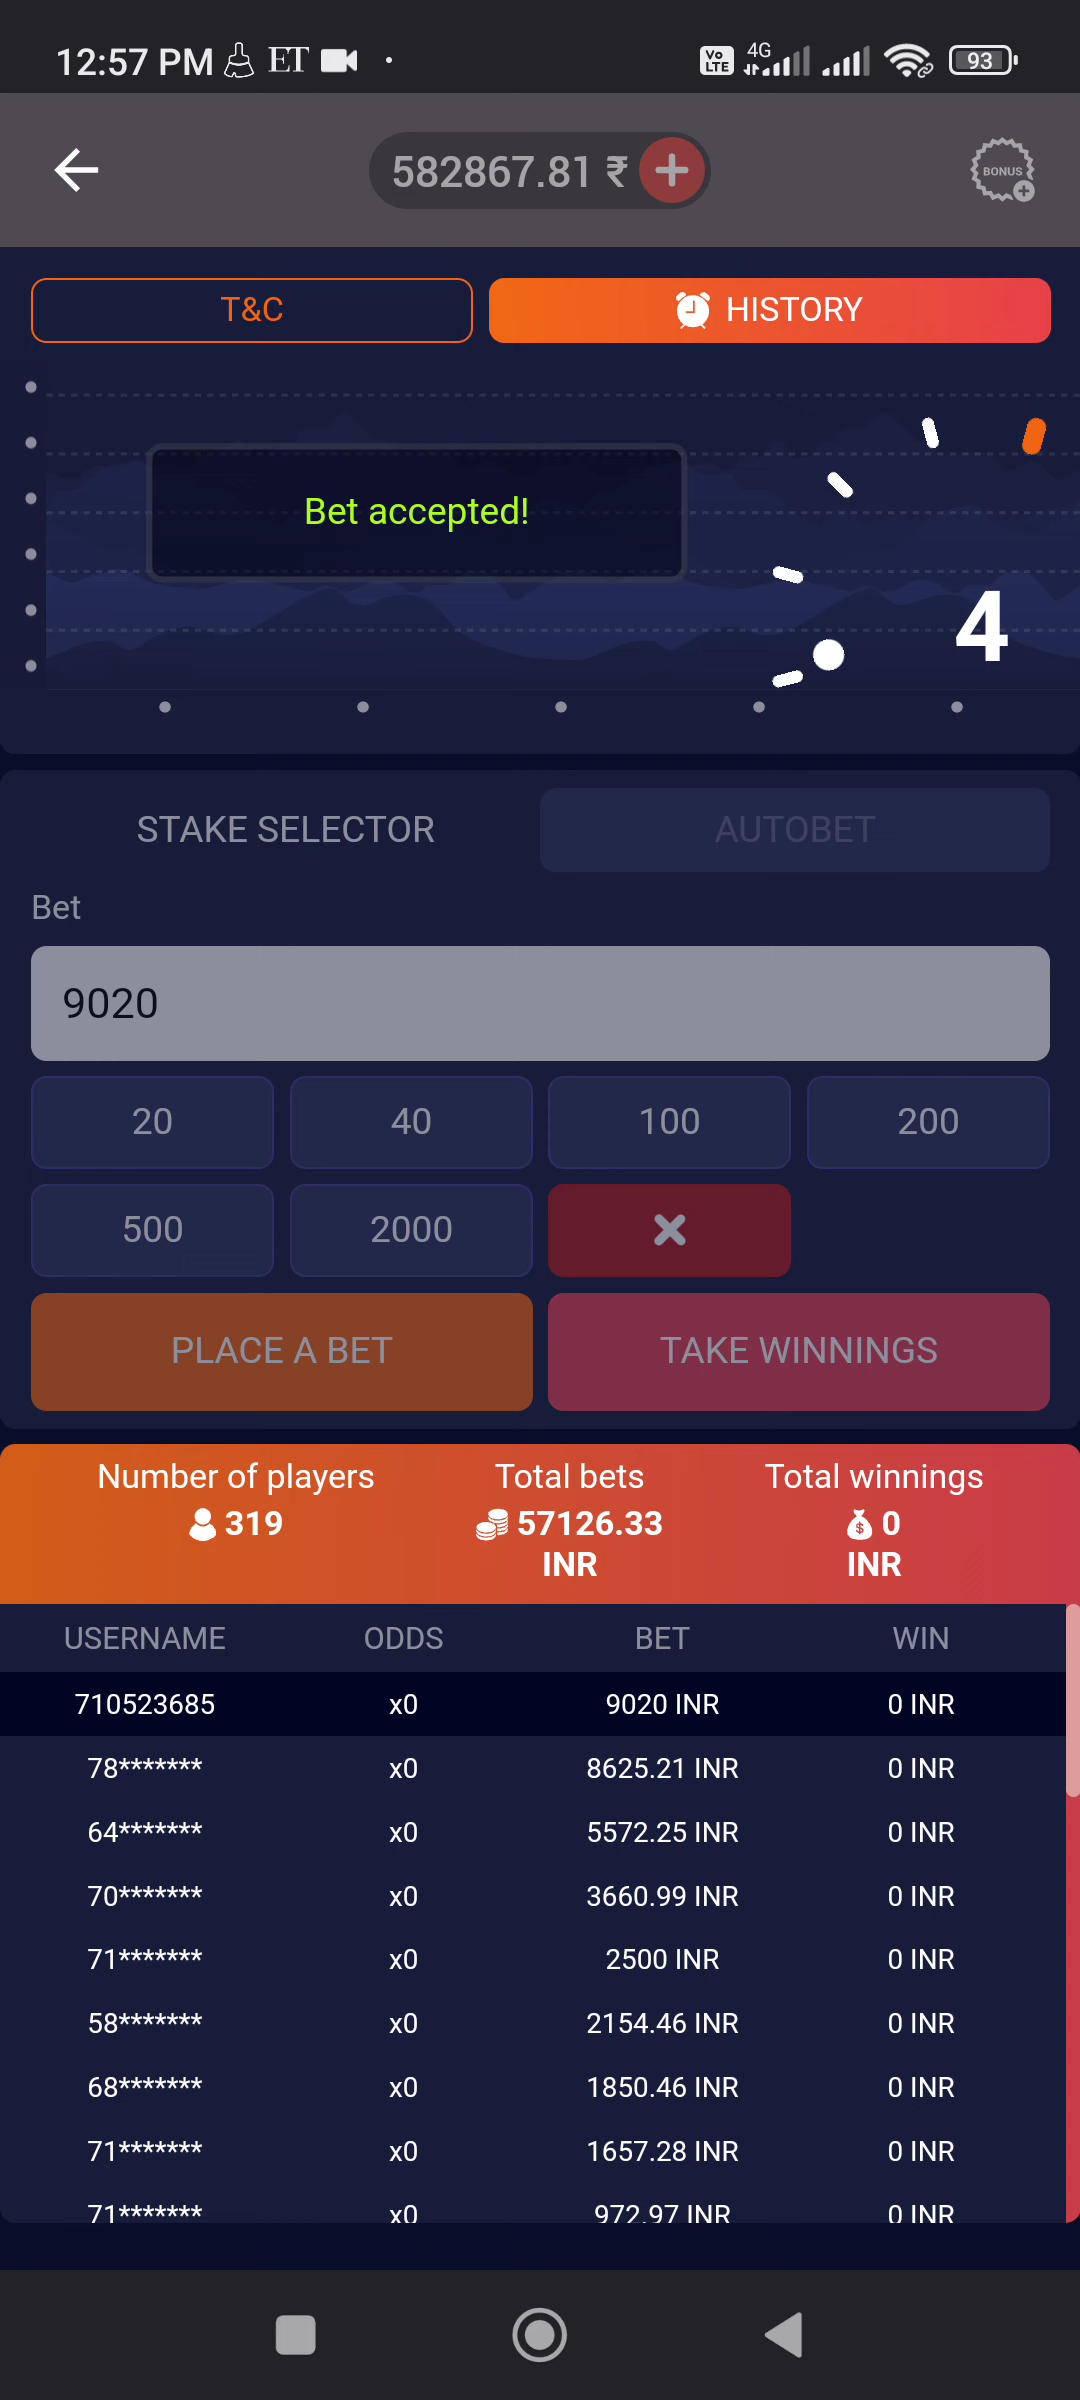 12:57 PM ET Vo LTE 4G 93
582867.81 ₹ BONUS
T&C HISTORY
Bet accepted!
4
STAKE SELECTOR AUTOBET
Bet
9020
20 40 100 200
500 2000
PLACE A BET TAKE WINNINGS
Number of players Total bets Total winnings
319 57126.33 0
INR INR
USERNAME ODDS BET WIN
710523685 x0 9020 INR 0 INR
78******* x0 8625.21 INR 0 INR
64******* x0 5572.25 INR 0 INR
70******* x0 3660.99 INR 0 INR
71******* x0 2500 INR 0 INR
58******* x0 2154.46 INR 0 INR
68******* x0 1850.46 INR 0 INR
71******* x0 1657.28 INR 0 INR
71******* x0 972.97 INR 0 INR